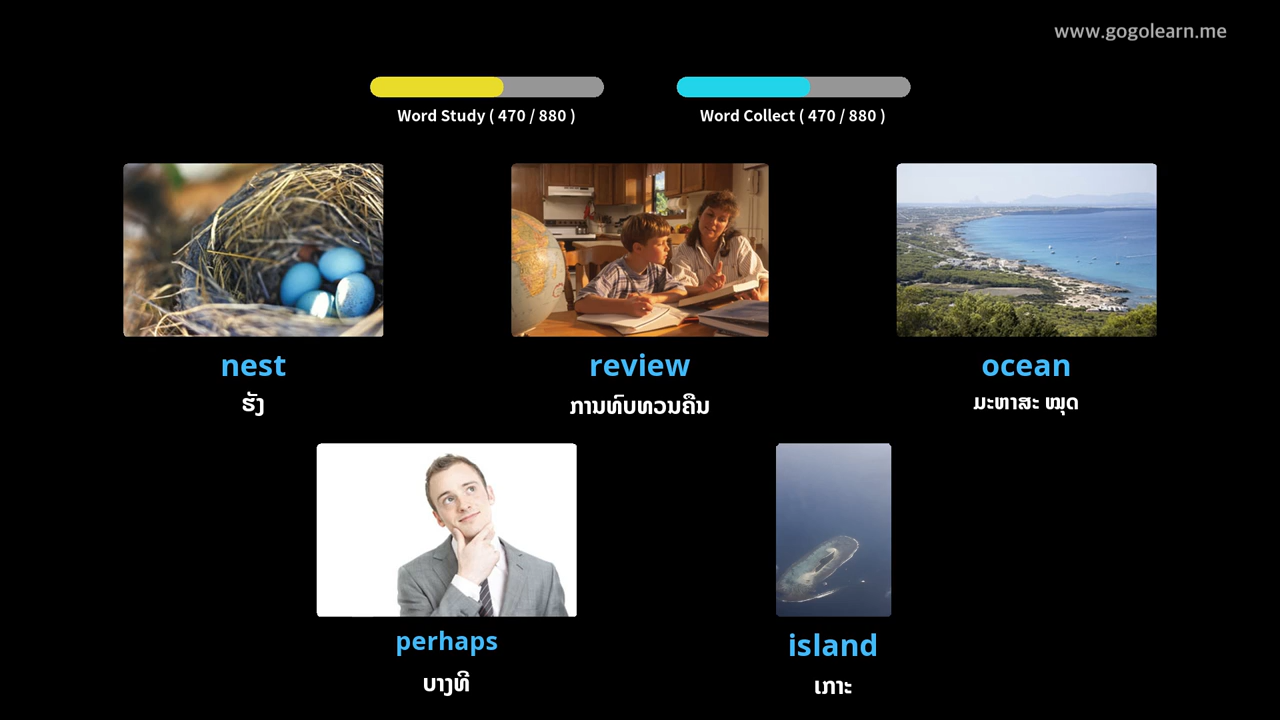 www.gogolearn.me
Word Study ( 470 / 880 )
Word Collect ( 470 / 880 )
nest
ຮັງ
review
ການທົບທວນຄືນ
ocean
ມະຫາສະ ໝຸດ
perhaps
ບາງທີ
island
ເກາະ